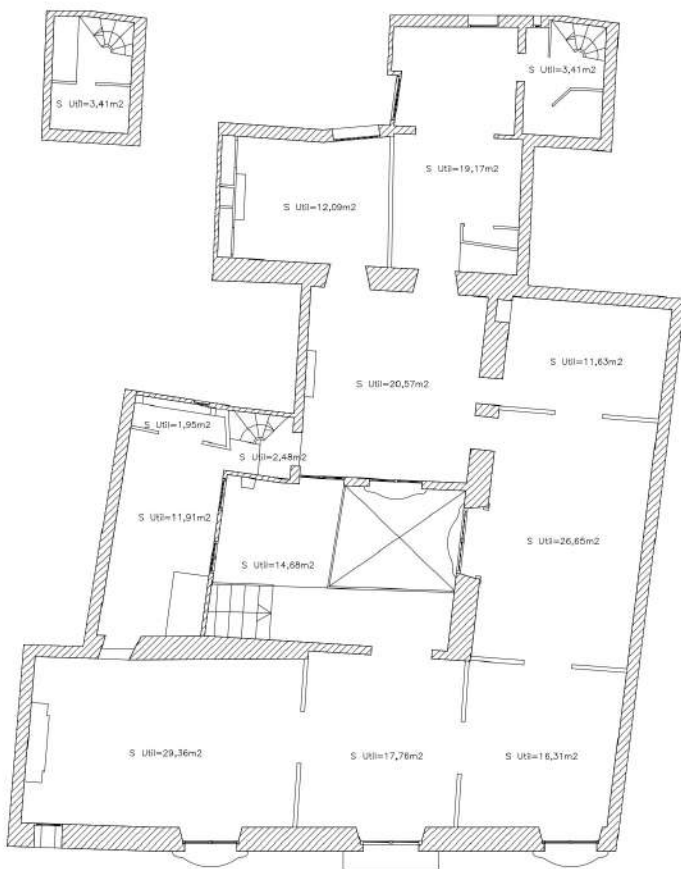 S Util=3,41m2
S Util=3,41m2
S Util=19,17m2
S Util=12,09m2
S Util=11,63m2
S Util=20,57m2
S Util=1,95m2
S Util=2,48m2
S Util=11,91m2
S Util=26,65m2
S Util=14,68m2
S Util=29,36m2
S Util=17,76m2
S Util=16,31m2